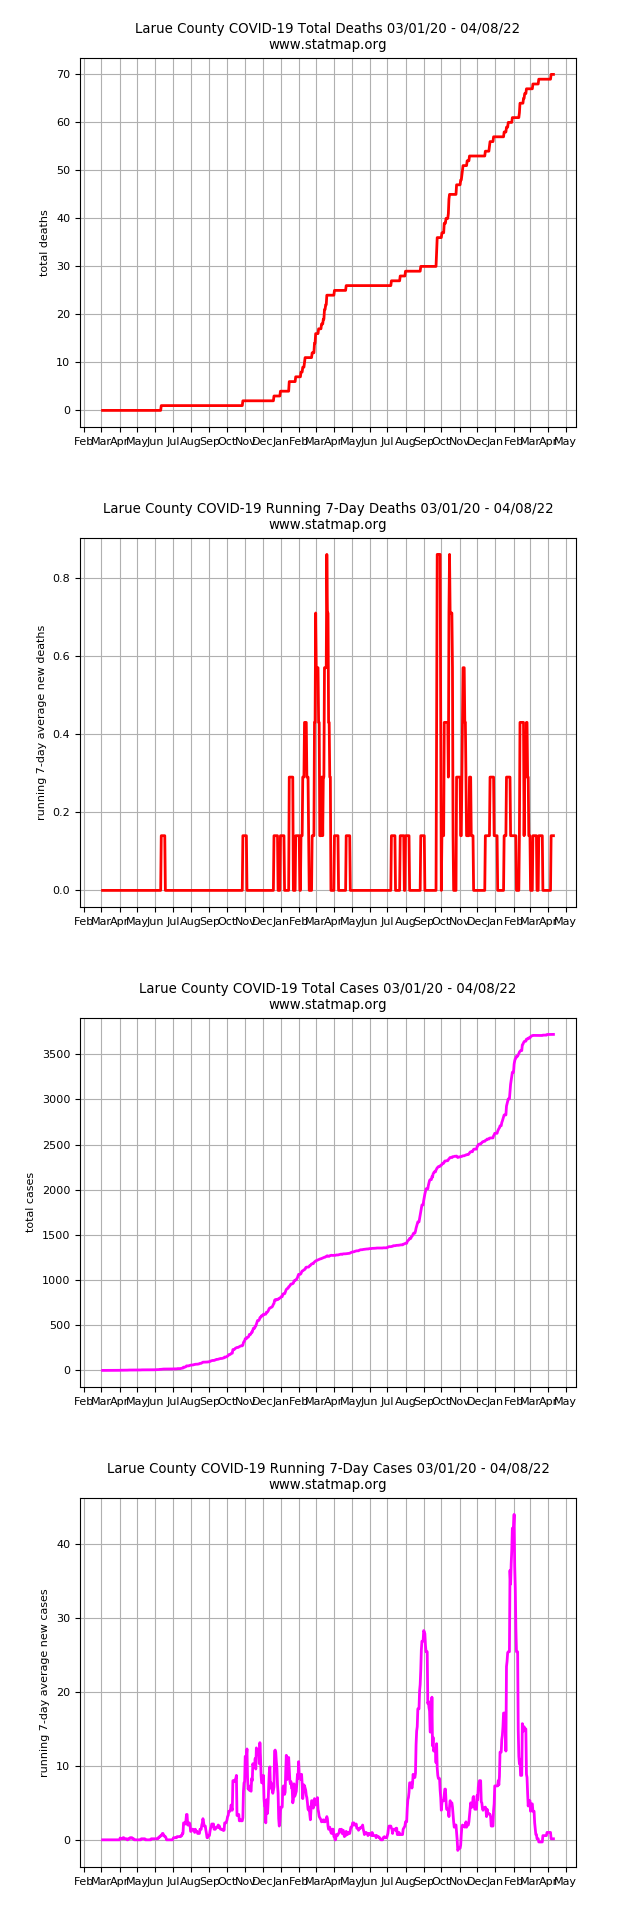 Larue County COVID-19 Total Deaths 03/01/20 - 04/08/22
www.statmap.org
70
60
50
40
30
20
10
0
total deaths
Feb Mar Apr May Jun Jul Aug Sep Oct Nov Dec Jan Feb Mar Apr May Jun Jul Aug Sep Oct Nov Dec Jan Feb Mar Apr May
Larue County COVID-19 Running 7-Day Deaths 03/01/20 - 04/08/22
www.statmap.org
0.8
0.6
0.4
0.2
0.0
running 7-day average new deaths
Feb Mar Apr May Jun Jul Aug Sep Oct Nov Dec Jan Feb Mar Apr May Jun Jul Aug Sep Oct Nov Dec Jan Feb Mar Apr May
Larue County COVID-19 Total Cases 03/01/20 - 04/08/22
www.statmap.org
3500
3000
2500
2000
1500
1000
500
0
total cases
Feb Mar Apr May Jun Jul Aug Sep Oct Nov Dec Jan Feb Mar Apr May Jun Jul Aug Sep Oct Nov Dec Jan Feb Mar Apr May
Larue County COVID-19 Running 7-Day Cases 03/01/20 - 04/08/22
www.statmap.org
40
30
20
10
0
running 7-day average new cases
Feb Mar Apr May Jun Jul Aug Sep Oct Nov Dec Jan Feb Mar Apr May Jun Jul Aug Sep Oct Nov Dec Jan Feb Mar Apr May